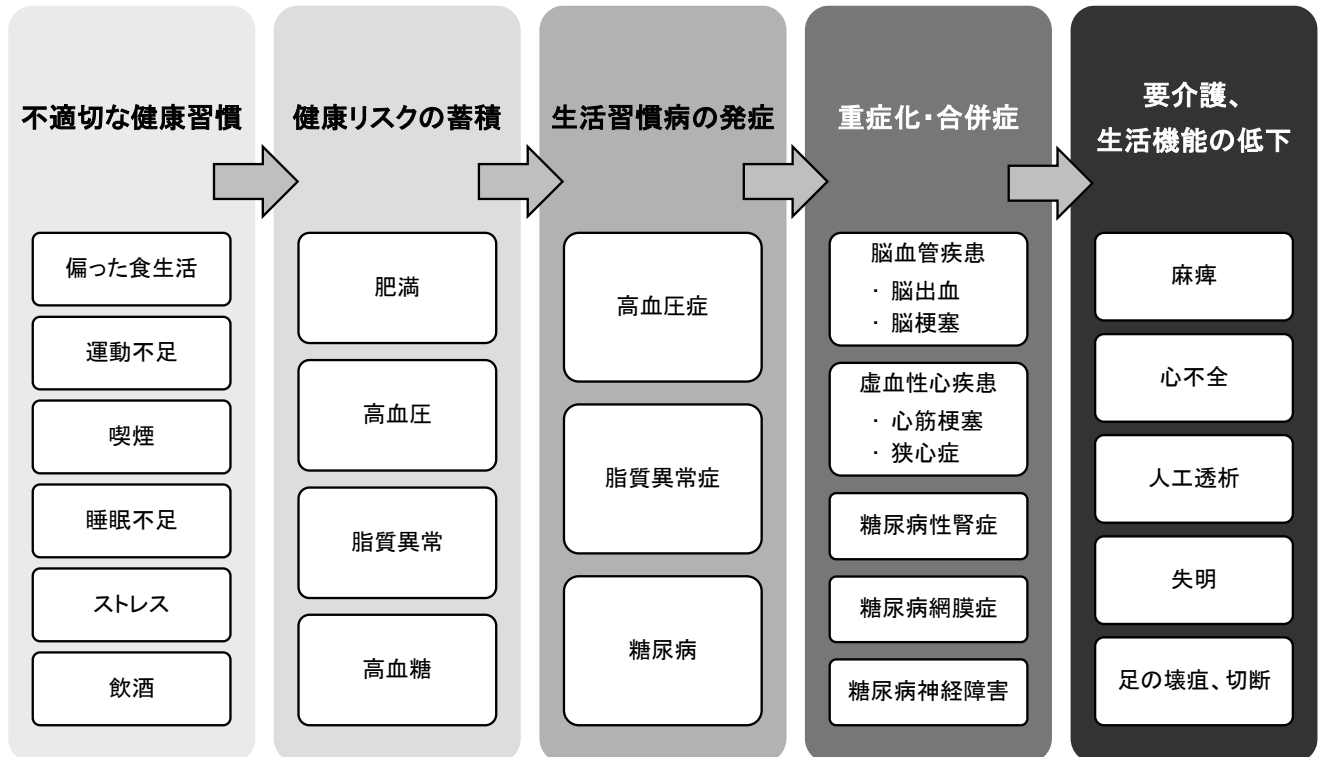 不適切な健康習慣
偏った食生活
運動不足
喫煙
睡眠不足
ストレス
飲酒
健康リスクの蓄積
肥満
高血圧
脂質異常
高血糖
生活習慣病の発症
高血圧症
脂質異常症
糖尿病
重症化・合併症
脳血管疾患
・ 脳出血
・ 脳梗塞
虚血性心疾患
・ 心筋梗塞
・ 狭心症
糖尿病性腎症
糖尿病網膜症
糖尿病神経障害
要介護、
生活機能の低下
麻痺
心不全
人工透析
失明
足の壊疽、切断